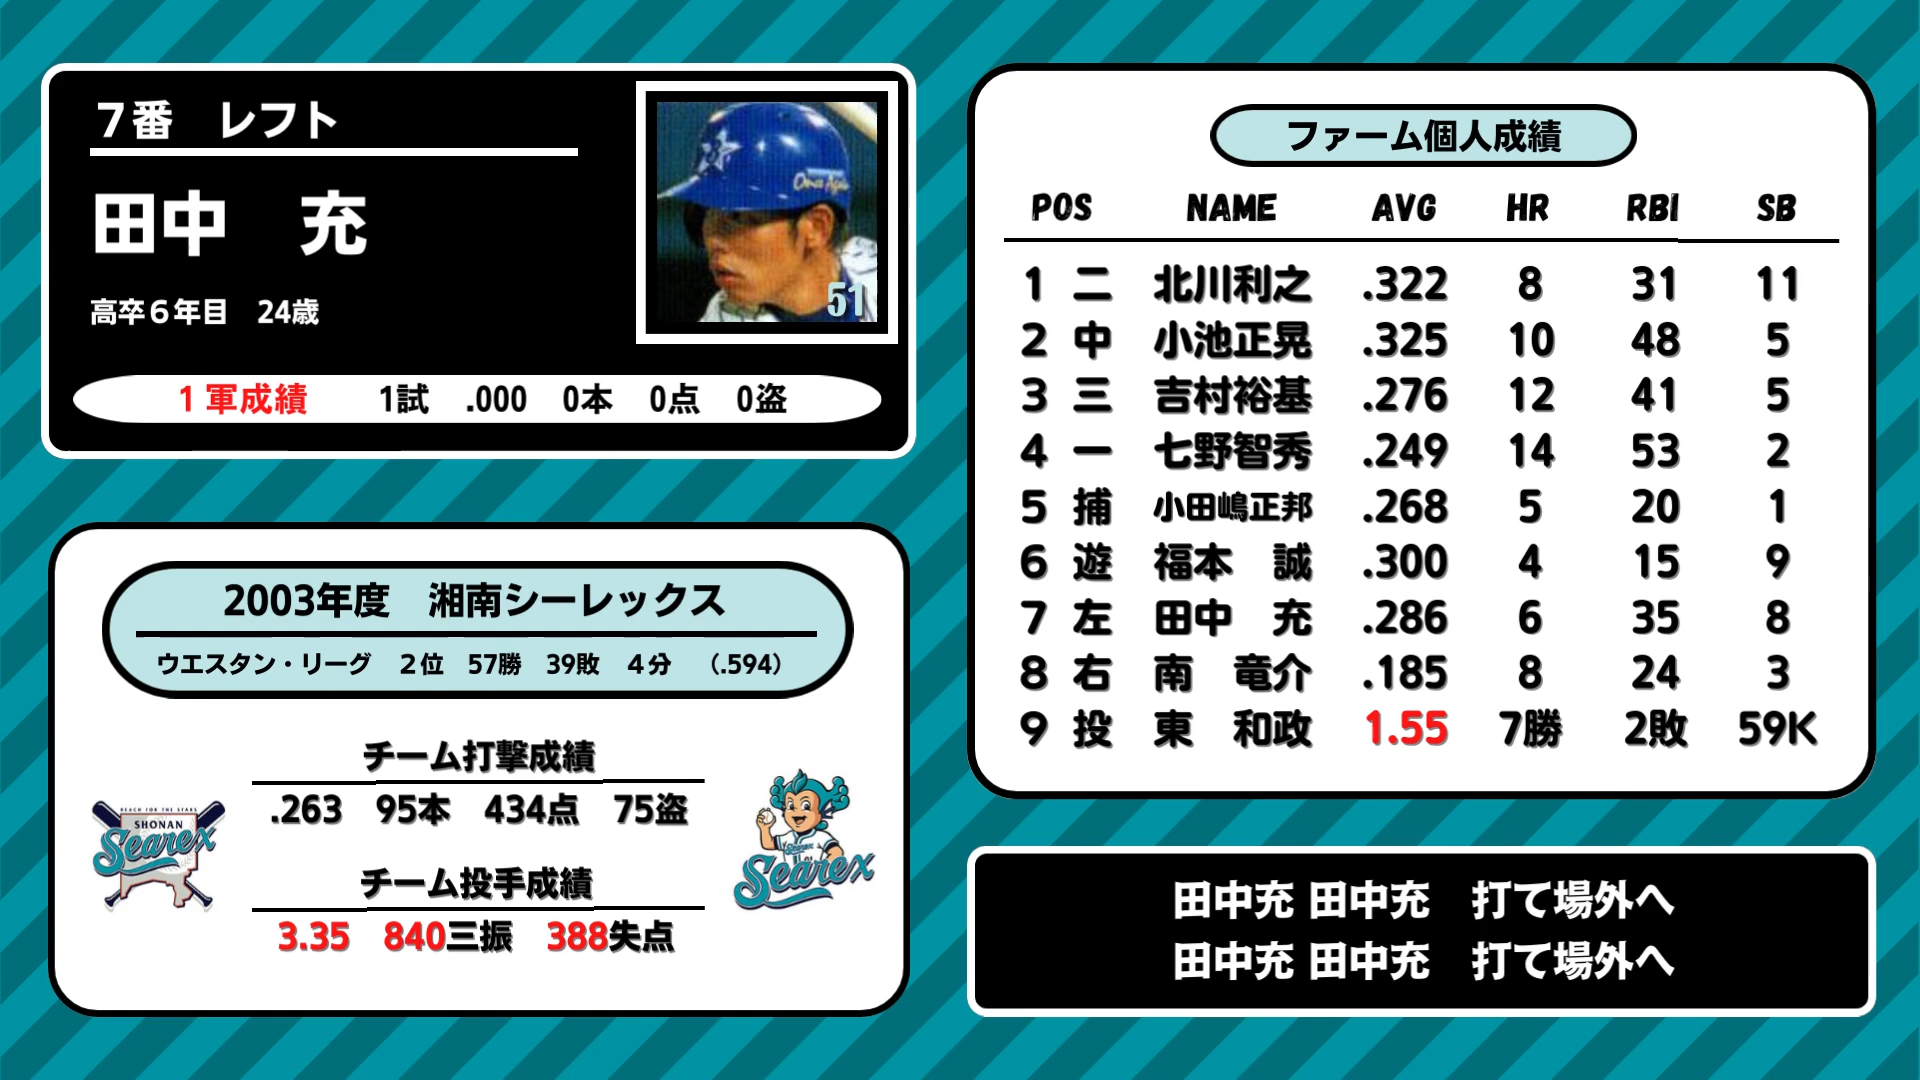 ７番　レフト
田中　充
高卒６年目　24歳
51
１軍成績　1試　.000　0本　0点　0盗
2003年度　湘南シーレックス
ウエスタン・リーグ　２位　57勝　39敗　４分　（.594）
チーム打撃成績
.263　95本　434点　75盗
チーム投手成績
3.35　840三振　388失点
REACH FOR THE STARS
SHONAN
Searex
Searex
ファーム個人成績
POS NAME AVG HR RBI SB
1 二 北川利之 .322 8 31 11
2 中 小池正晃 .325 10 48 5
3 三 吉村裕基 .276 12 41 5
4 一 七野智秀 .249 14 53 2
5 捕 小田嶋正邦 .268 5 20 1
6 遊 福本　誠 .300 4 15 9
7 左 田中　充 .286 6 35 8
8 右 南　竜介 .185 8 24 3
9 投 東　和政 1.55 7勝 2敗 59K
田中充 田中充　打て場外へ
田中充 田中充　打て場外へ